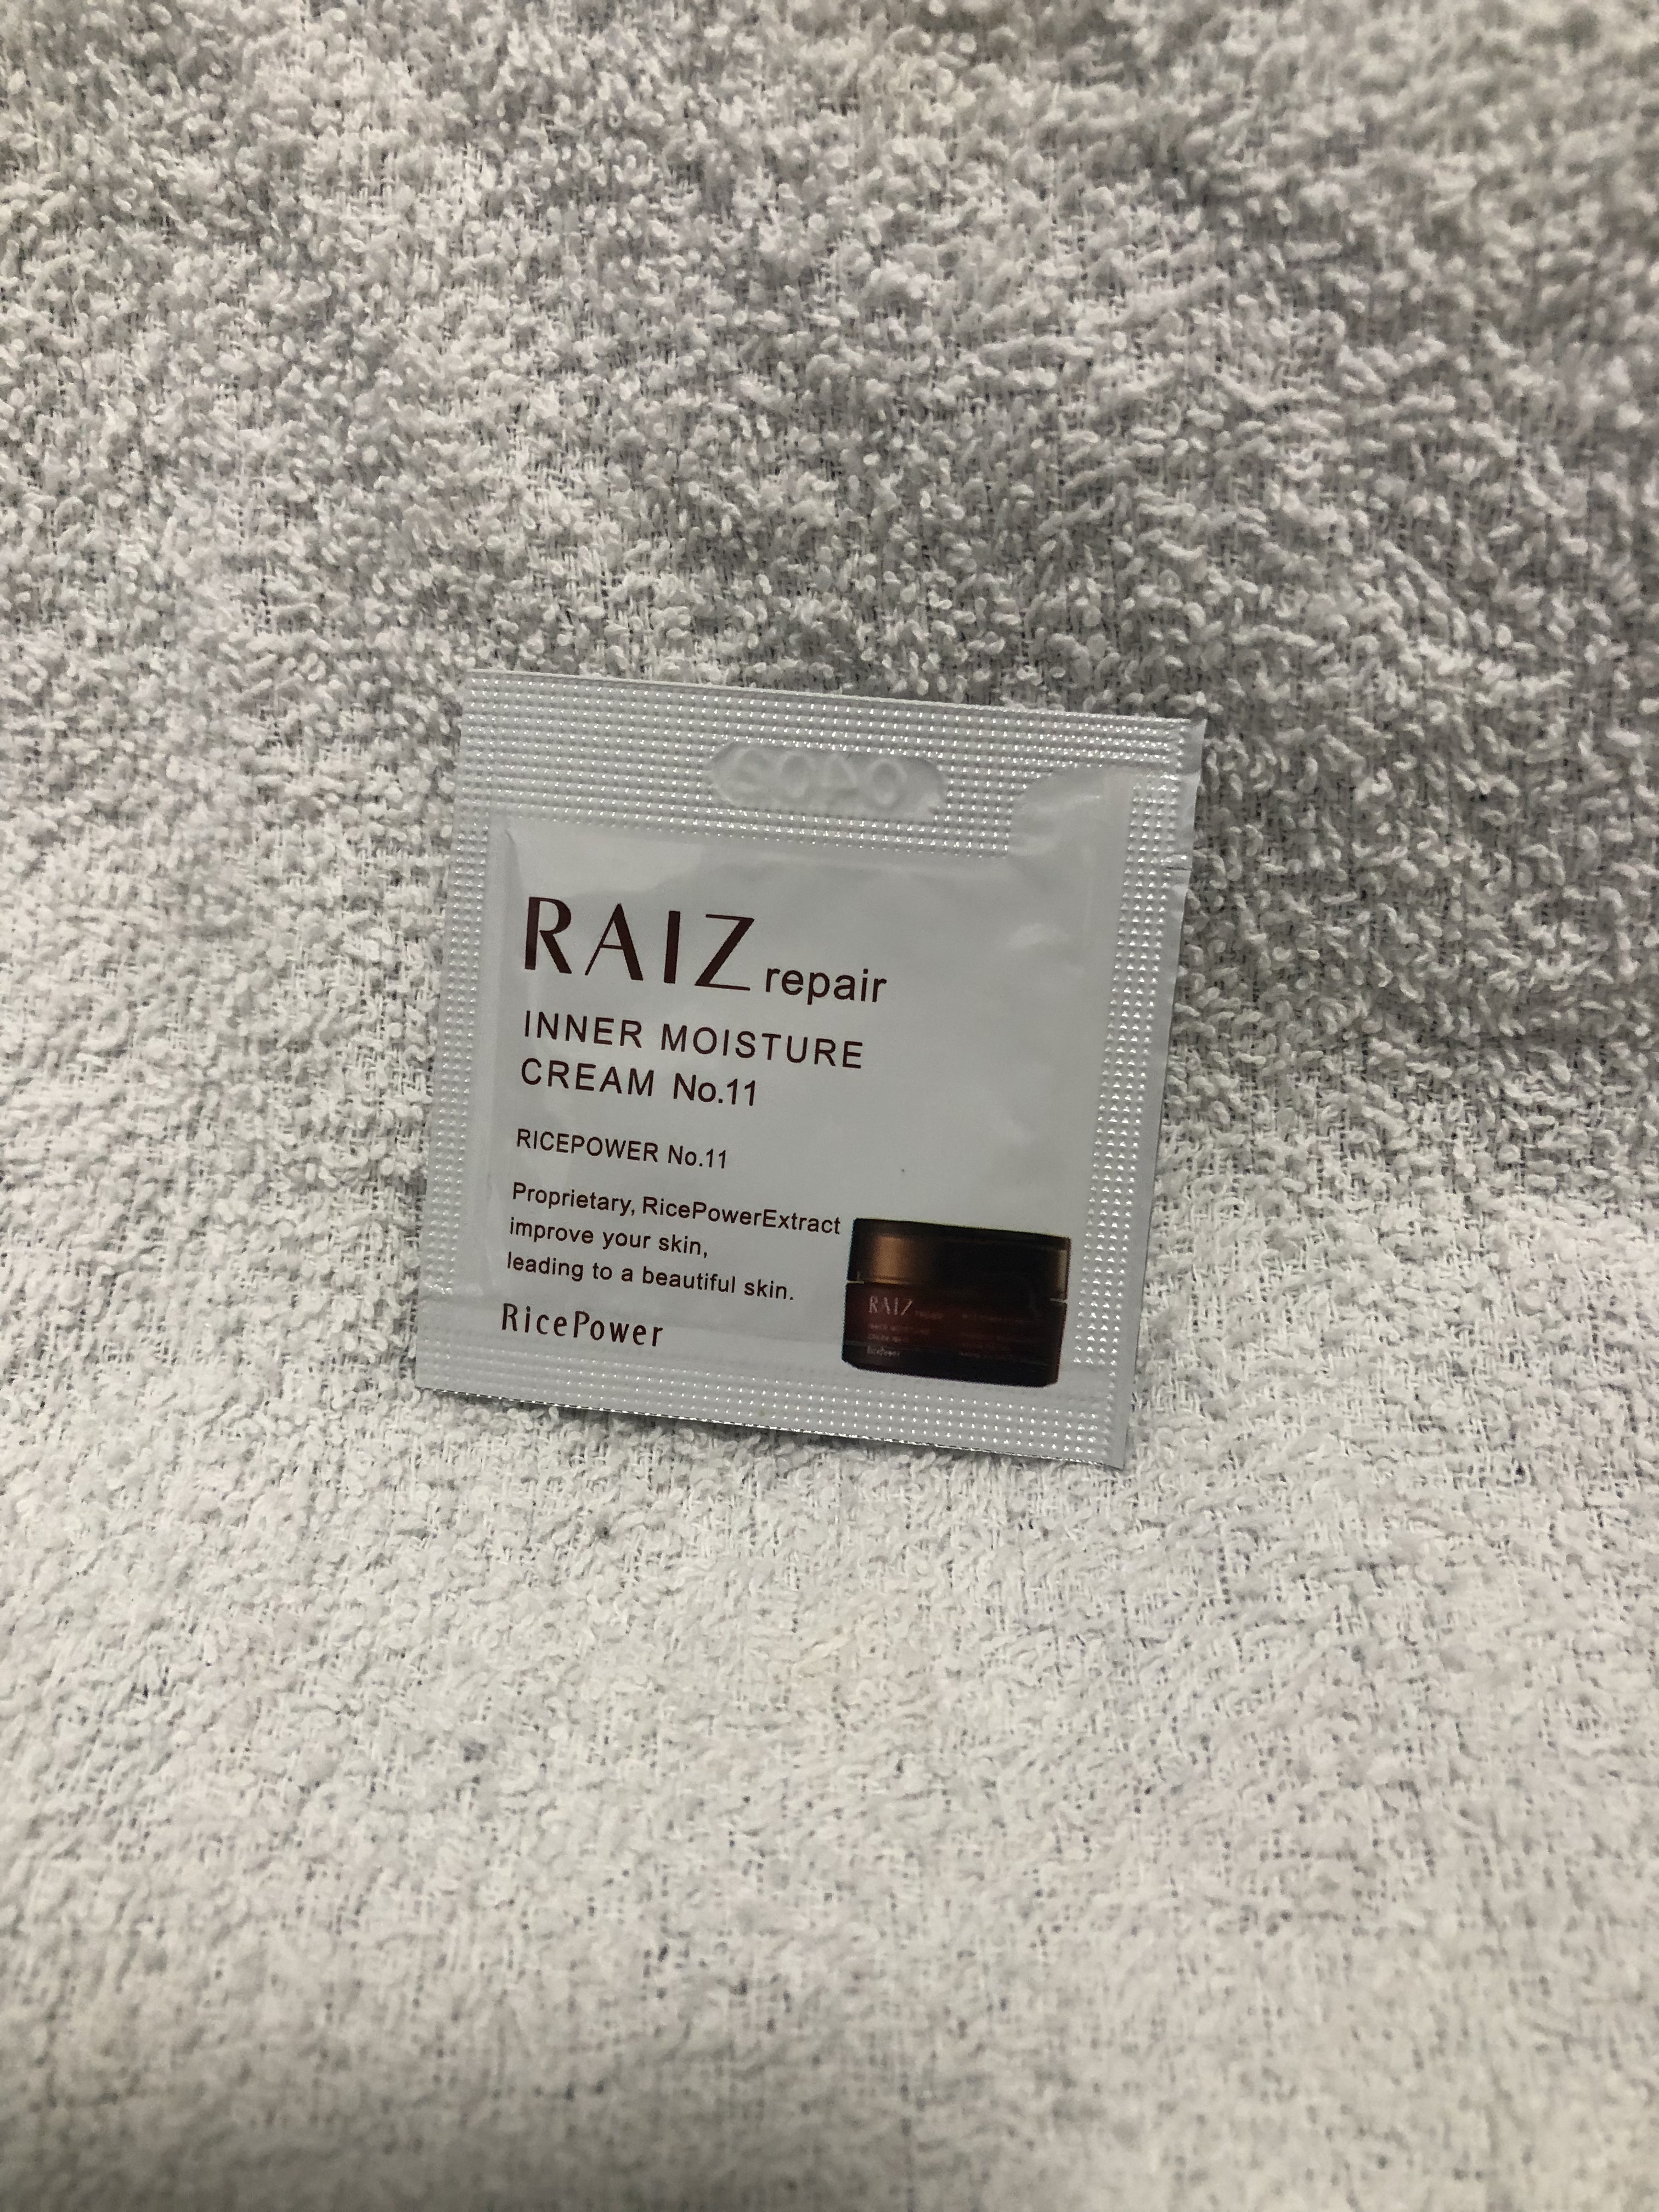 RAIZ repair
INNER MOISTURE
CREAM No.11
RICEPOWER No.11
Proprietary, RicePowerExtract
improve your skin,
leading to a beautiful skin.
RicePower
RAIZ repair